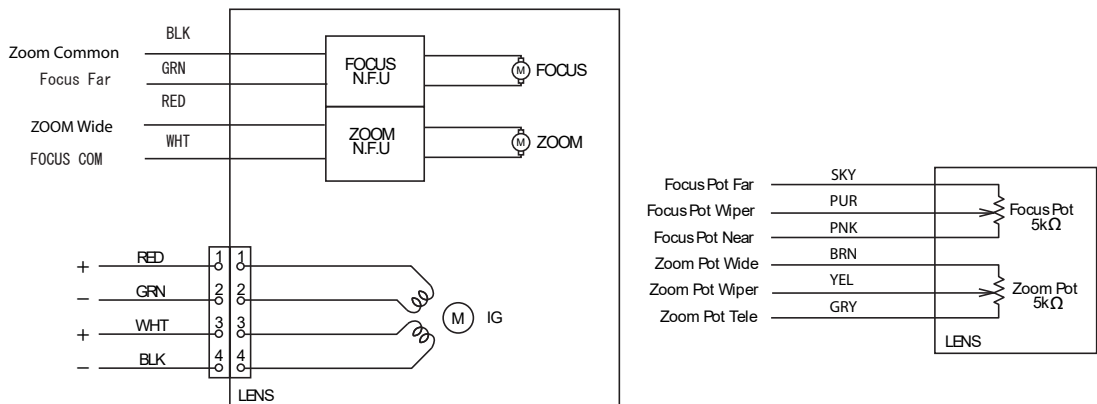 BLK
Zoom Common
GRN
Focus Far
RED
ZOOM Wide
WHT
FOCUS COM
FOCUS
N.F.U
M
FOCUS
ZOOM
N.F.U
M
ZOOM
+ RED 1 1
− GRN 2 2
+ WHT 3 3
− BLK 4 4
M IG
LENS
Focus Pot Far SKY
Focus Pot Wiper PUR
Focus Pot Near PNK
Zoom Pot Wide BRN
Zoom Pot Wiper YEL
Zoom Pot Tele GRY
Focus Pot
5kΩ
Zoom Pot
5kΩ
LENS